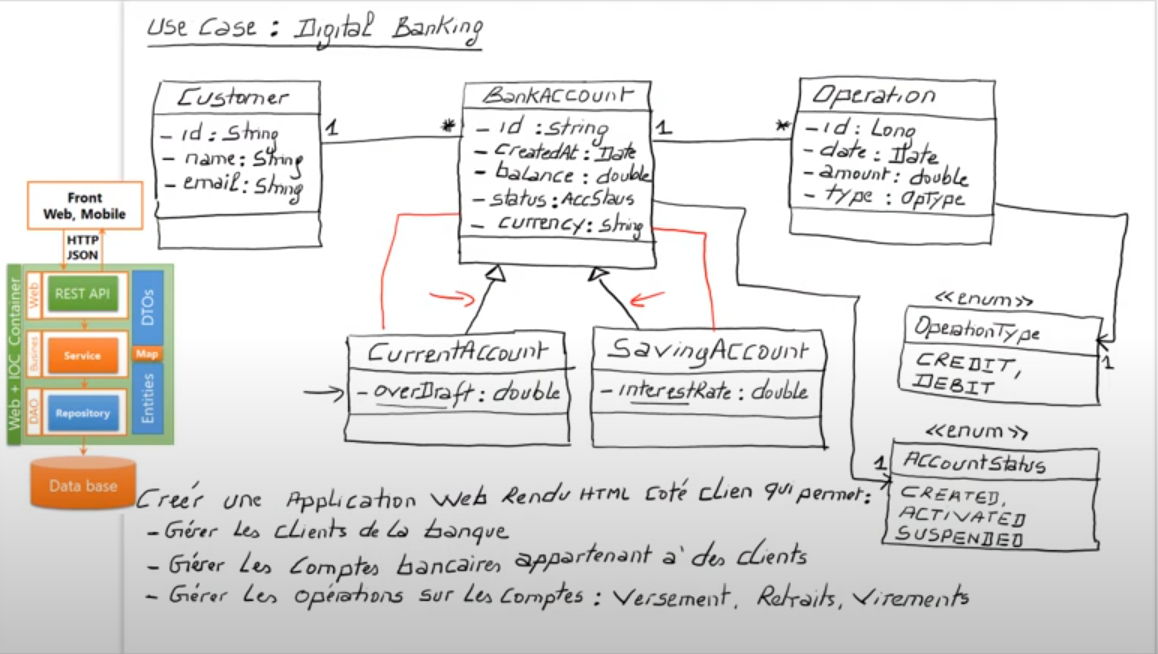 Use Case : Digital Banking
Customer
- id : String
- name : String
- email : String
1
*
BankAccount
- id : String
- createdAt : Date
- balance : double
- status : AccStaus
- currency : String
1
*
Operation
- id : Long
- date : Date
- amount : double
- type : OpType
Front
Web, Mobile
HTTP
JSON
Web + IOC Container
Web
REST API
DTOs
Busines
Service
Map
DAO
Repository
Entities
Data base
CurrentAccount
- overDraft : double
SavingAccount
- interestRate : double
<<enum>>
OperationType
CREDIT,
DEBIT
1
<<enum>>
1
AccountStatus
CREATED,
ACTIVATED
SUSPENDED
Creér une Application Web Rendu HTML Coté Clien qui pemet :
- Gérer Les Clients de La banque
- Gérer Les Comptes bancaires appartenant à des clients
- Gérer Les opérations sur Les Comptes : Versement, Retraits, Virements